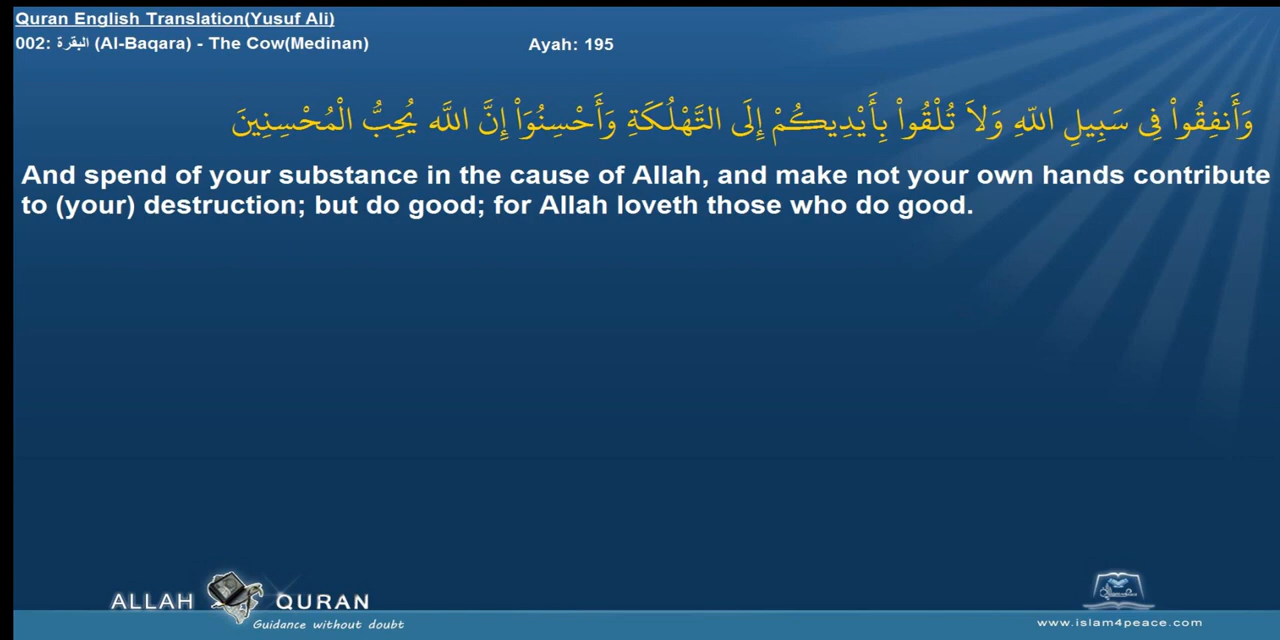 Quran English Translation(Yusuf Ali)
002: البقرة (Al-Baqara) - The Cow(Medinan) Ayah: 195
وَأَنفِقُواْ فِي سَبِيلِ اللّهِ وَلاَ تُلْقُواْ بِأَيْدِيكُمْ إِلَى التَّهْلُكَةِ وَأَحْسِنُوَاْ إِنَّ اللَّه يُحِبُّ الْمُحْسِنِينَ
And spend of your substance in the cause of Allah, and make not your own hands contribute
to (your) destruction; but do good; for Allah loveth those who do good.
ALLAH QURAN
Guidance without doubt
www.islam4peace.com